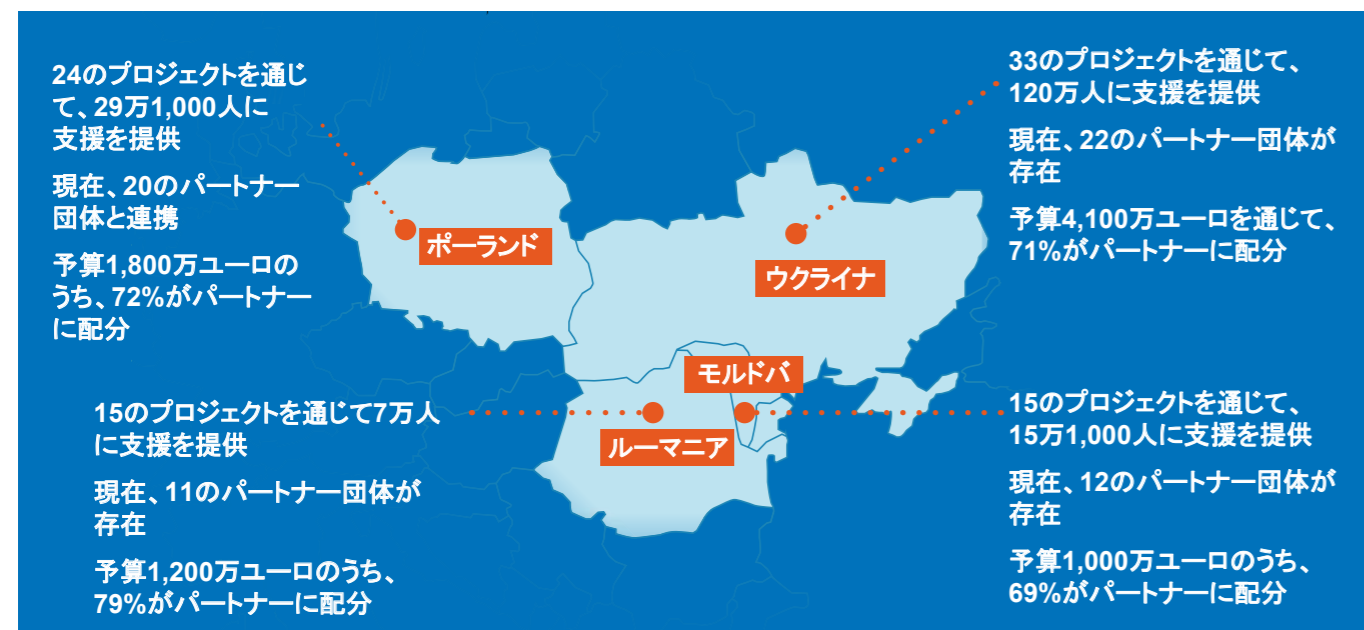 24のプロジェクトを通じ
て、29万1,000人に
支援を提供
現在、20のパートナー
団体と連携
予算1,800万ユーロの
うち、72%がパートナー
に配分
33のプロジェクトを通じて、
120万人に支援を提供
現在、22のパートナー団体が
存在
予算4,100万ユーロを通じて、
71%がパートナーに配分
ポーランド
ウクライナ
モルドバ
ルーマニア
15のプロジェクトを通じて7万人
に支援を提供
現在、11のパートナー団体が
存在
予算1,200万ユーロのうち、
79%がパートナーに配分
15のプロジェクトを通じて、
15万1,000人に支援を提供
現在、12のパートナー団体が
存在
予算1,000万ユーロのうち、
69%がパートナーに配分